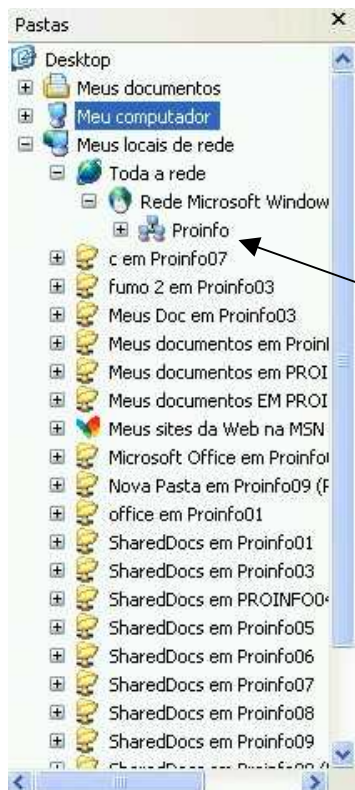 Pastas
Desktop
Meus documentos
Meu computador
Meus locais de rede
Toda a rede
Rede Microsoft Window
Proinfo
c em Proinfo07
fumo 2 em Proinfo03
Meus Doc em Proinfo03
Meus documentos em
Meus documentos em PROI
Meus documentos EM PROI
Meus sites da Web na MSN
Microsoft Office em
Nova Pasta em Proinfo09
office em Proinfo01
SharedDocs em Proinfo01
SharedDocs em Proinfo03
SharedDocs em
SharedDocs em Proinfo05
SharedDocs em Proinfo06
SharedDocs em Proinfo07
SharedDocs em Proinfo08
SharedDocs em Proinfo09